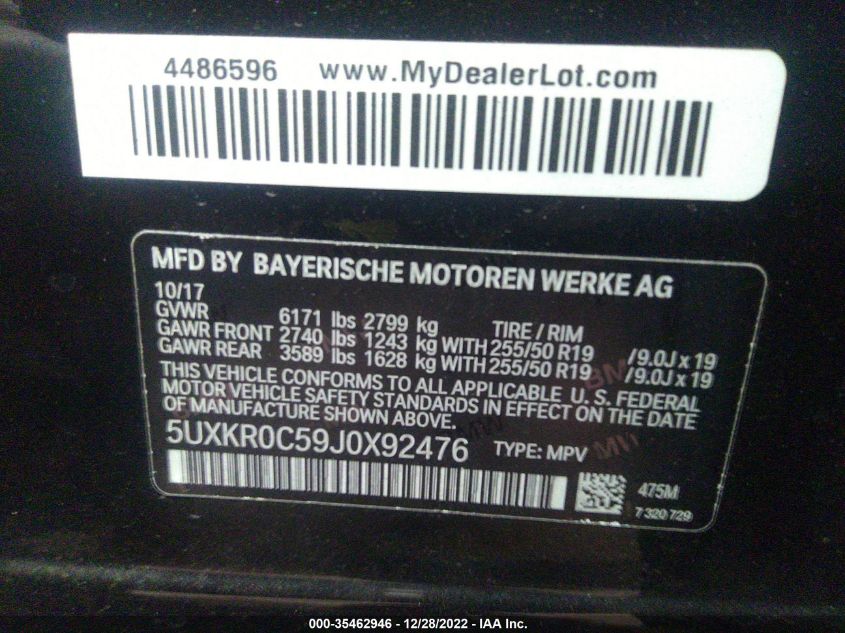 4486596 www.MyDealerLot.com
MFD BY BAYERISCHE MOTOREN WERKE AG
10/17
GVWR 6171 lbs 2799 kg TIRE / RIM
GAWR FRONT 2740 lbs 1243 kg WITH 255/50 R19 /9.0J x 19
GAWR REAR 3589 lbs 1628 kg WITH 255/50 R19 /9.0J x 19
THIS VEHICLE CONFORMS TO ALL APPLICABLE U. S. FEDERAL
MOTOR VEHICLE SAFETY STANDARDS IN EFFECT ON THE DATE
OF MANUFACTURE SHOWN ABOVE.
5UXKR0C59J0X92476 TYPE: MPV
475M
7 320 729
000-35462946 - 12/28/2022 - IAA Inc.